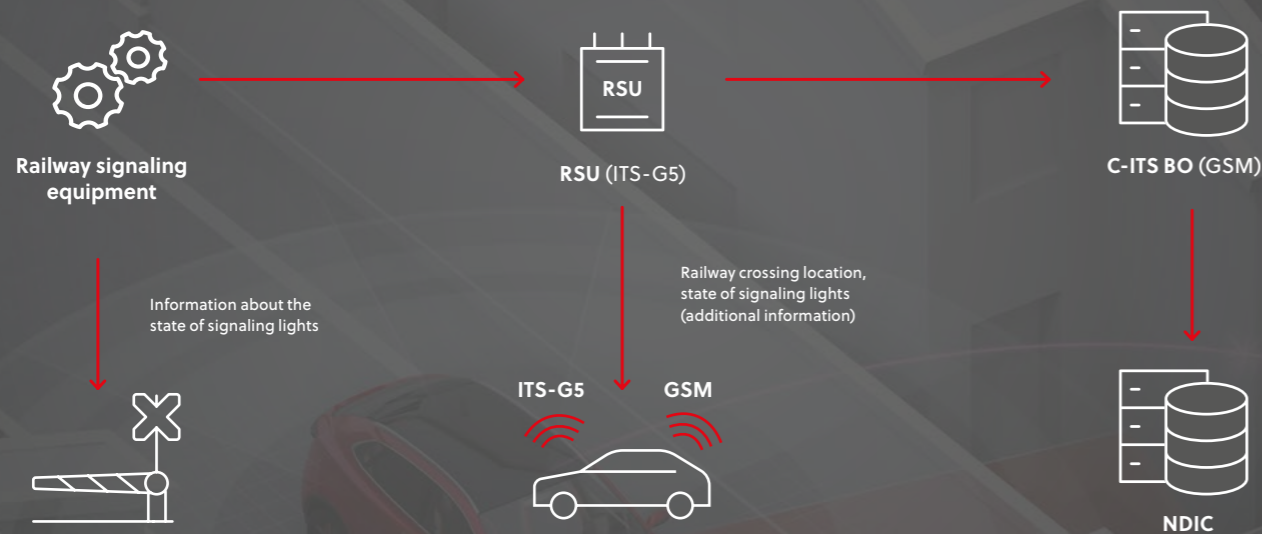 RSU
Railway signaling
equipment
RSU (ITS-G5)
C-ITS BO (GSM)
Information about the
state of signaling lights
Railway crossing location,
state of signaling lights
(additional information)
ITS-G5
GSM
NDIC